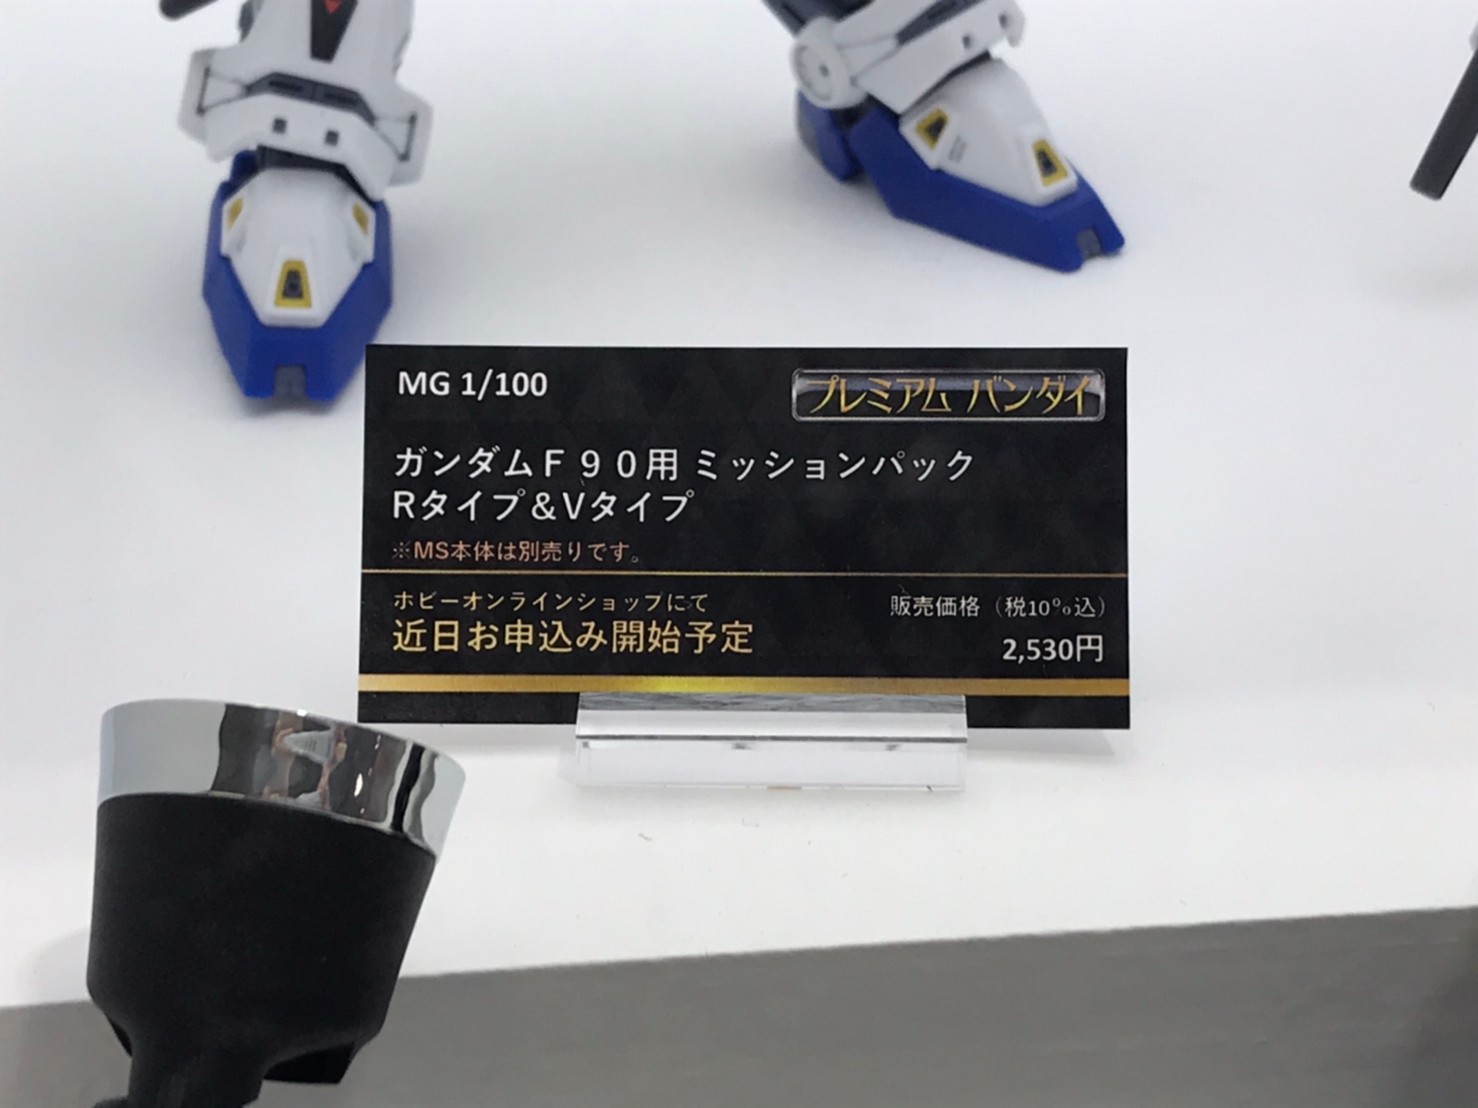 MG 1/100
プレミアム バンダイ
ガンダムＦ９０用 ミッションパック
Rタイプ＆Vタイプ
※MS本体は別売りです。
ホビーオンラインショップにて
近日お申込み開始予定
販売価格（税10%込）
2,530円